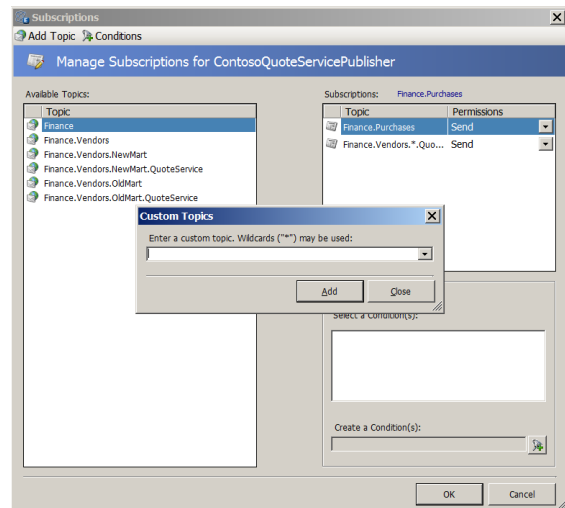 Subscriptions
Add Topic Conditions
Manage Subscriptions for ContosoQuoteServicePublisher
Available Topics:
Topic
Finance
Finance.Vendors
Finance.Vendors.NewMart
Finance.Vendors.NewMart.QuoteService
Finance.Vendors.OldMart
Finance.Vendors.OldMart.QuoteService
Subscriptions: Finance.Purchases
Topic Permissions
Finance.Purchases Send
Finance.Vendors.*.Quo... Send
Custom Topics
Enter a custom topic. Wildcards ("*") may be used:
Add Close
Select a Condition(s):
Create a Condition(s):
OK Cancel